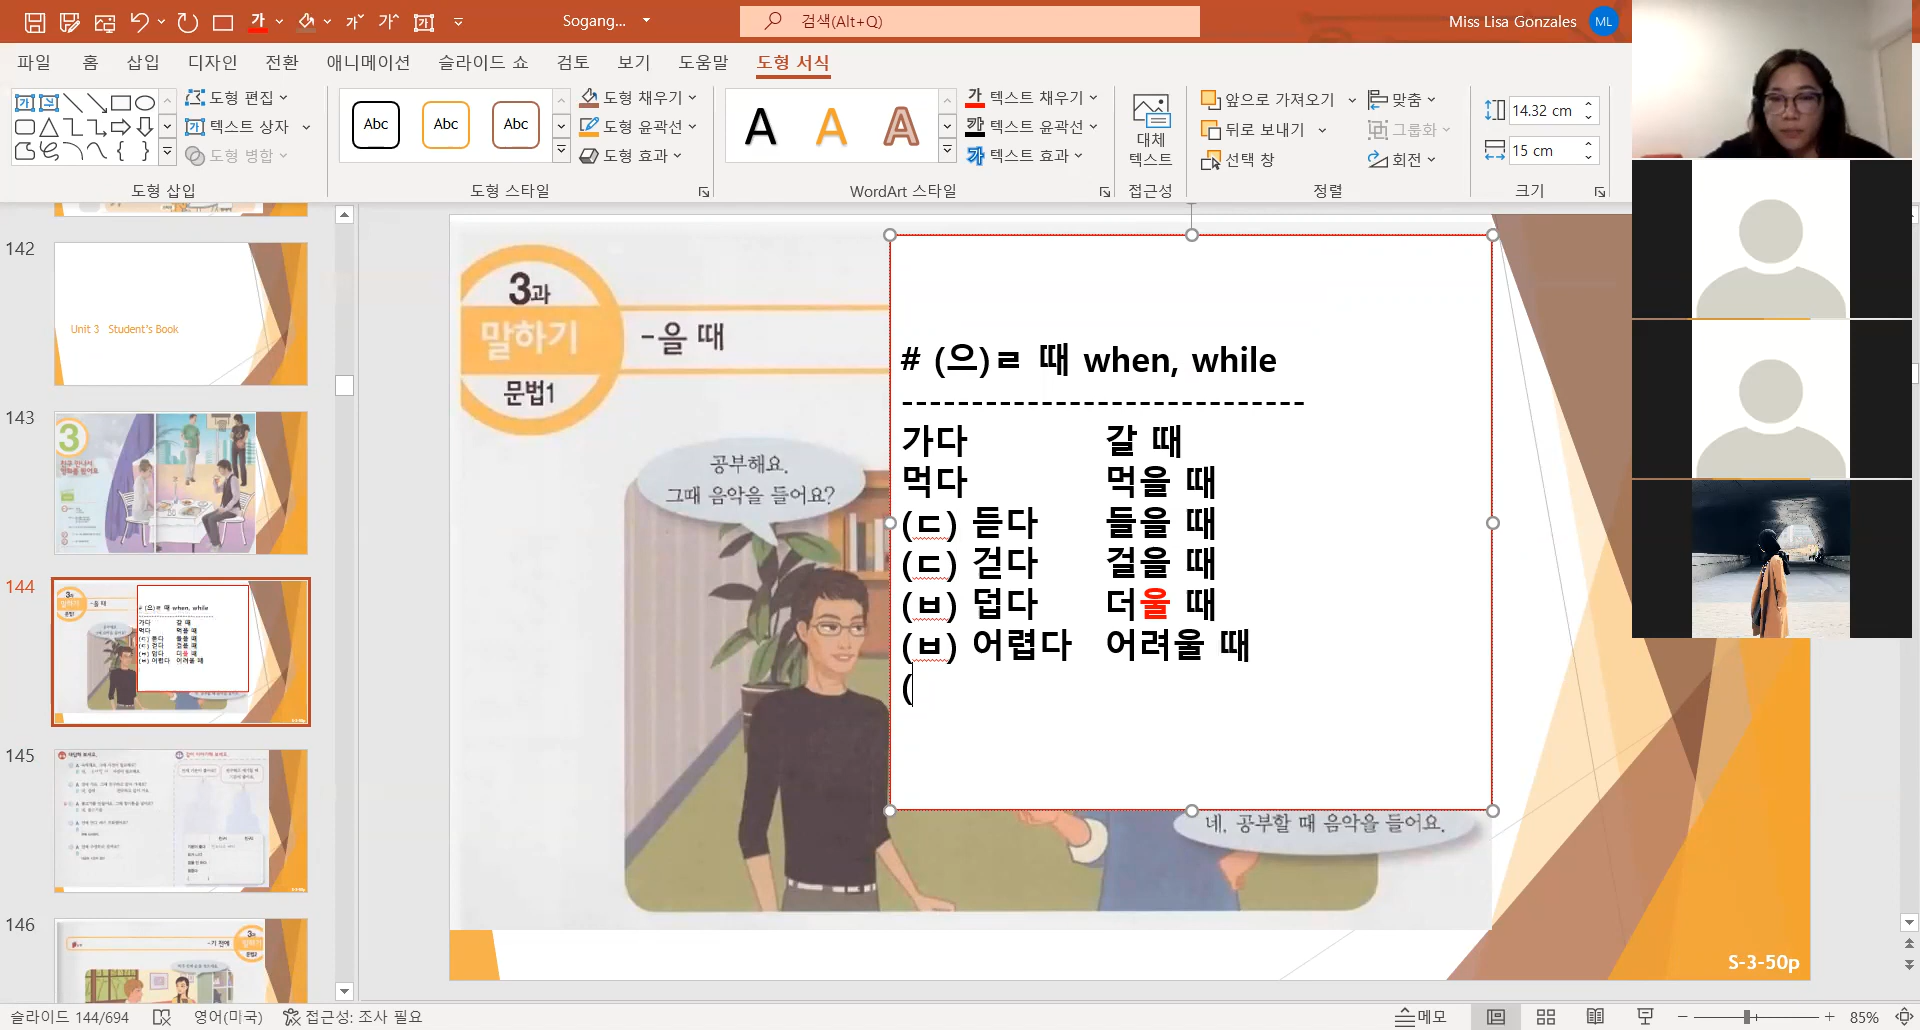 Sogang...
검색(Alt+Q)
Miss Lisa Gonzales
ML
파일 홈 삽입 디자인 전환 애니메이션 슬라이드 쇼 검토 보기 도움말 도형 서식
도형 편집
텍스트 상자
도형 병합
도형 삽입
Abc Abc Abc
도형 채우기
도형 윤곽선
도형 효과
도형 스타일
A A A
텍스트 채우기
텍스트 윤곽선
텍스트 효과
WordArt 스타일
대체
텍스트
접근성
앞으로 가져오기
뒤로 보내기
선택 창
맞춤
그룹화
회전
정렬
14.32 cm
15 cm
크기
142
Unit 3 Student's Book
143
3
144
145
146
3과
말하기
문법1
-을 때
공부해요.
그때 음악을 들어요?
# (으)ㄹ 때 when, while
-----------------------------
가다 갈 때
먹다 먹을 때
(ㄷ) 듣다 들을 때
(ㄷ) 걷다 걸을 때
(ㅂ) 덥다 더울 때
(ㅂ) 어렵다 어려울 때
(
네, 공부할 때 음악을 들어요.
S-3-50p
슬라이드 144/694
영어(미국)
접근성: 조사 필요
메모
85%